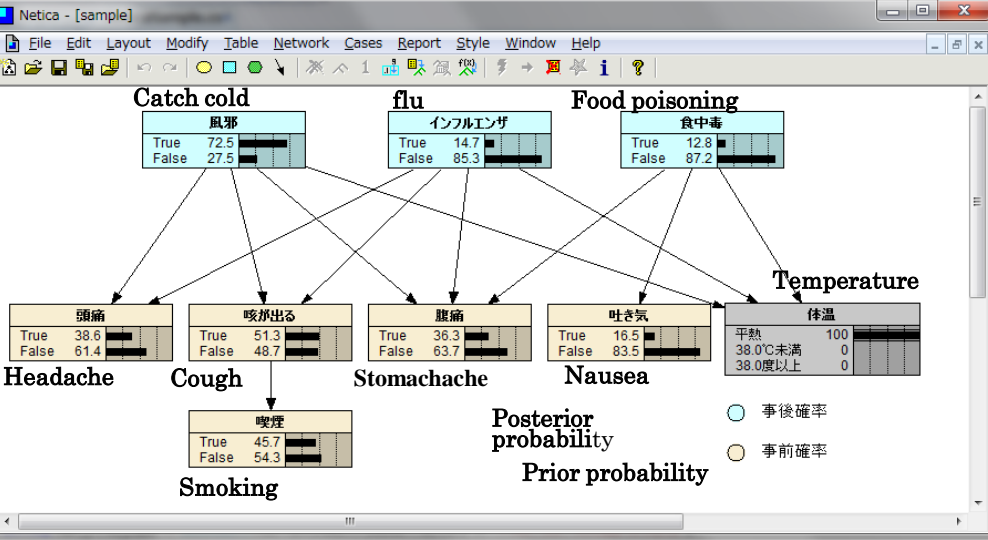 Netica - [sample]
File Edit Layout Modify Table Network Cases Report Style Window Help
Catch cold flu Food poisoning
風邪 インフルエンザ 食中毒
True 72.5 True 14.7 True 12.8
False 27.5 False 85.3 False 87.2
Temperature
頭痛 咳が出る 腹痛 吐き気 体温
True 38.6 True 51.3 True 36.3 True 16.5 平熱 100
False 61.4 False 48.7 False 63.7 False 83.5 38.0℃未満 0
38.0度以上 0
Headache Cough Stomachache Nausea
喫煙
True 45.7
False 54.3
Smoking
Posterior
probability
Prior probability
事後確率
事前確率